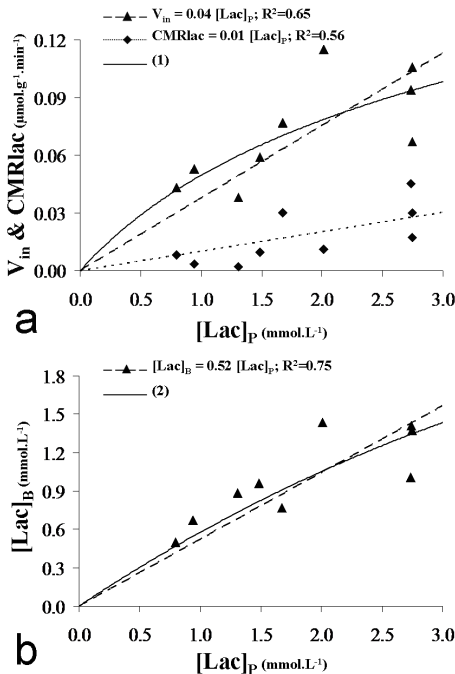 V_in = 0.04 [Lac]_P; R²=0.65
CMRlac = 0.01 [Lac]_P; R²=0.56
(1)
V_in & CMRlac (µmol.g⁻¹.min⁻¹)
0.12
0.09
0.06
0.03
0.00
0.0 0.5 1.0 1.5 2.0 2.5 3.0
[Lac]_P (mmol.L⁻¹)
a
[Lac]_B = 0.52 [Lac]_P; R²=0.75
(2)
[Lac]_B (mmol.L⁻¹)
1.8
1.5
1.2
0.9
0.6
0.3
0.0
0.0 0.5 1.0 1.5 2.0 2.5 3.0
[Lac]_P (mmol.L⁻¹)
b